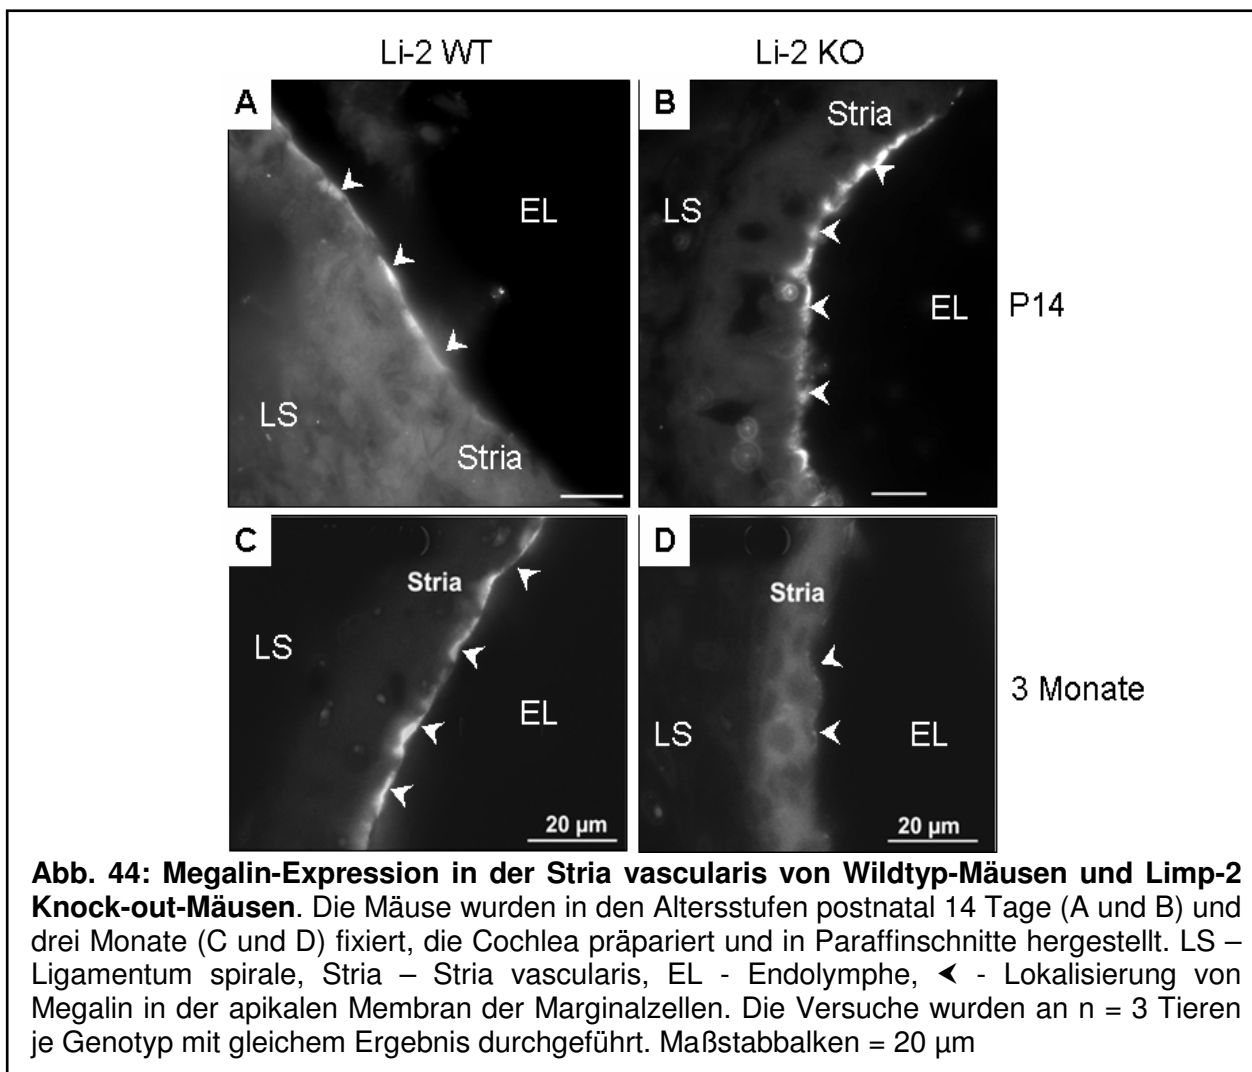 Li-2 WT
Li-2 KO
A
EL
LS
Stria
B
Stria
LS
EL
P14
C
Stria
LS
EL
20 µm
D
Stria
LS
EL
20 µm
3 Monate
Abb. 44: Megalin-Expression in der Stria vascularis von Wildtyp-Mäusen und Limp-2
Knock-out-Mäusen. Die Mäuse wurden in den Altersstufen postnatal 14 Tage (A und B) und
drei Monate (C und D) fixiert, die Cochlea präpariert und in Paraffinschnitte hergestellt. LS –
Ligamentum spirale, Stria – Stria vascularis, EL - Endolymphe, ⮜ - Lokalisierung von
Megalin in der apikalen Membran der Marginalzellen. Die Versuche wurden an n = 3 Tieren
je Genotyp mit gleichem Ergebnis durchgeführt. Maßstabbalken = 20 µm